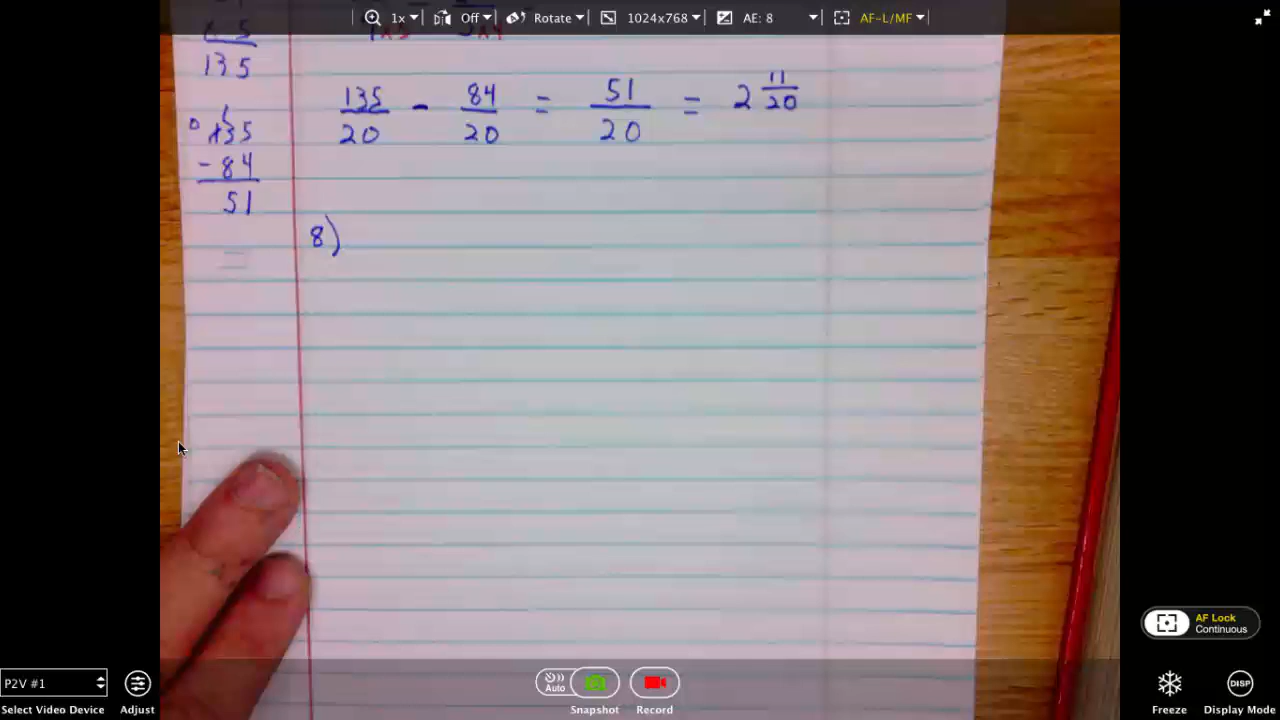 1x Off Rotate 1024x768 AE: 8 AF-L/MF
135
135/20 - 84/20 = 51/20 = 2 11/20
135
- 84
51
8)
AF Lock
Continuous
P2V #1
Select Video Device
Adjust
Auto
Snapshot
Record
Freeze
DISP
Display Mode